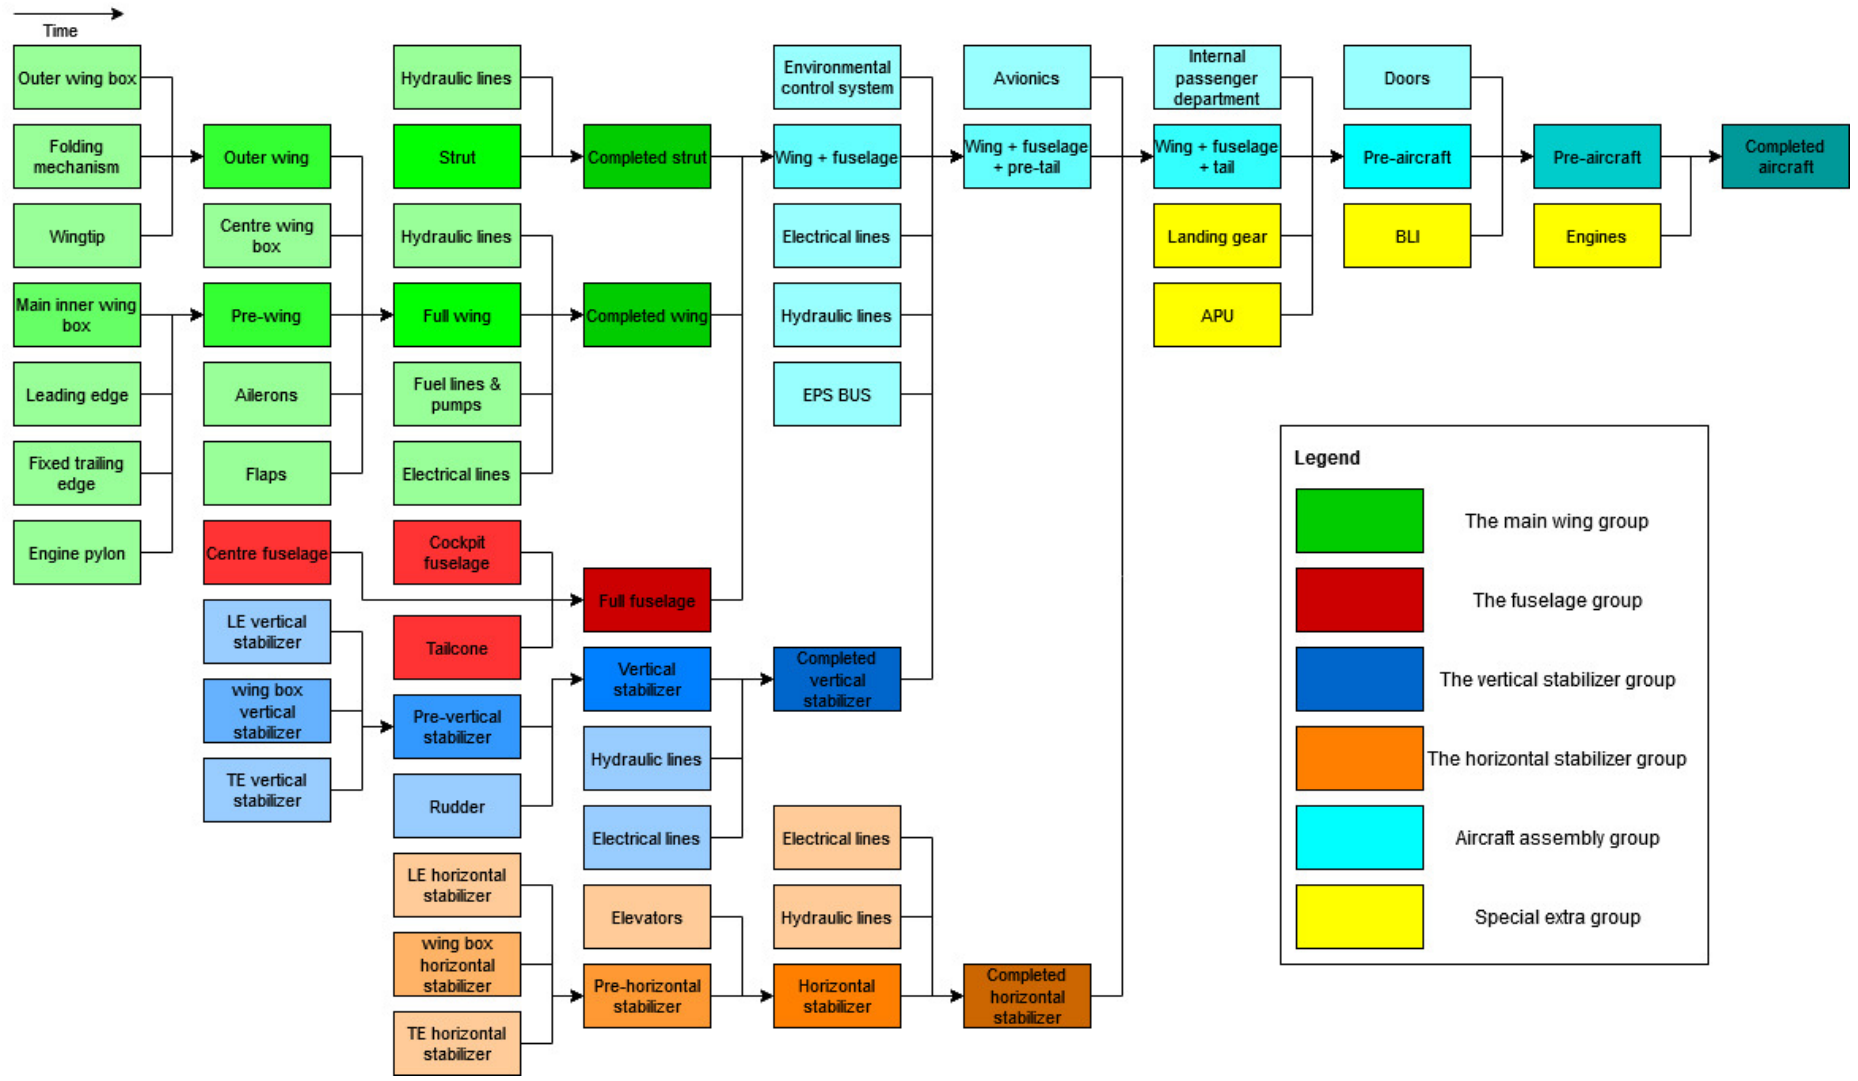 Time
Outer wing box
Hydraulic lines
Environmental
control system
Avionics
Internal
passenger
department
Doors
Folding
mechanism
Outer wing
Strut
Completed strut
Wing + fuselage
Wing + fuselage
+ pre-tail
Wing + fuselage
+ tail
Pre-aircraft
Pre-aircraft
Completed
aircraft
Wingtip
Centre wing
box
Hydraulic lines
Electrical lines
Landing gear
BLI
Engines
Main inner wing
box
Pre-wing
Full wing
Completed wing
Hydraulic lines
APU
Leading edge
Ailerons
Fuel lines &
pumps
EPS BUS
Fixed trailing
edge
Flaps
Electrical lines
Engine pylon
Centre fuselage
Cockpit
fuselage
Full fuselage
LE vertical
stabilizer
Tailcone
wing box
vertical
stabilizer
Pre-vertical
stabilizer
Vertical
stabilizer
Completed
vertical
stabilizer
TE vertical
stabilizer
Rudder
Hydraulic lines
Electrical lines
Electrical lines
LE horizontal
stabilizer
Elevators
Hydraulic lines
wing box
horizontal
stabilizer
Pre-horizontal
stabilizer
Horizontal
stabilizer
Completed
horizontal
stabilizer
TE horizontal
stabilizer
Legend
The main wing group
The fuselage group
The vertical stabilizer group
The horizontal stabilizer group
Aircraft assembly group
Special extra group